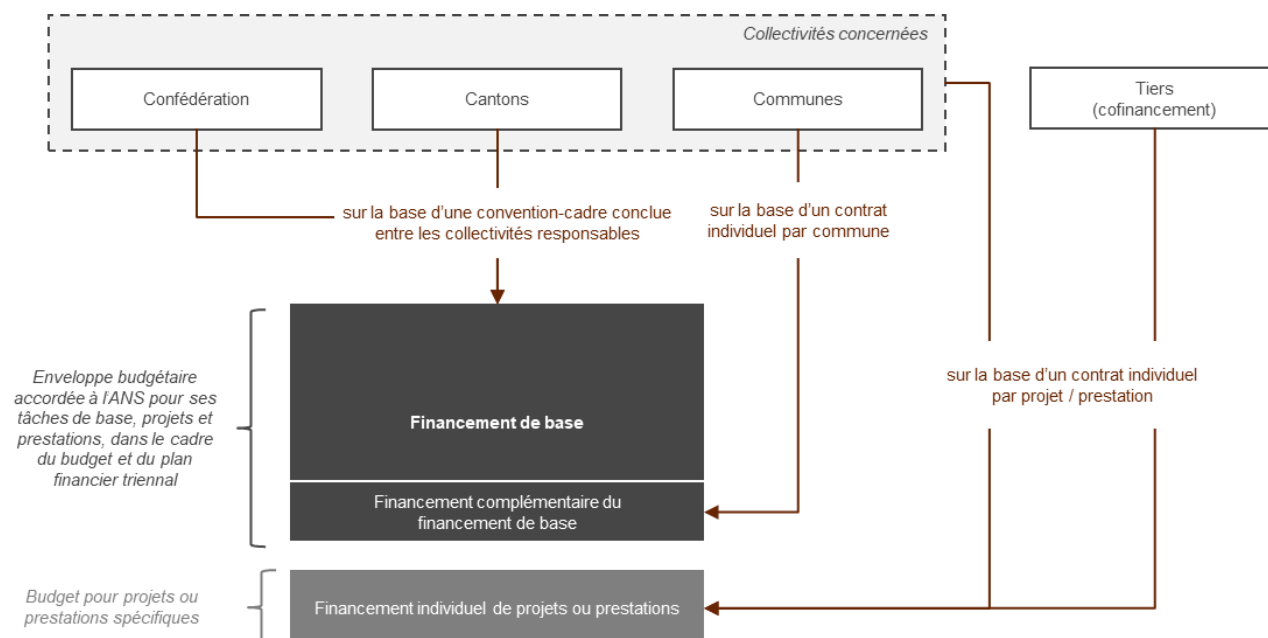 Collectivités concernées
Confédération
Cantons
Communes
Tiers
(cofinancement)
sur la base d'une convention-cadre conclue
entre les collectivités responsables
sur la base d'un contrat
individuel par commune
Enveloppe budgétaire
accordée à l'ANS pour ses
tâches de base, projets et
prestations, dans le cadre
du budget et du plan
financier triennal
Financement de base
sur la base d'un contrat individuel
par projet / prestation
Financement complémentaire du
financement de base
Budget pour projets ou
prestations spécifiques
Financement individuel de projets ou prestations